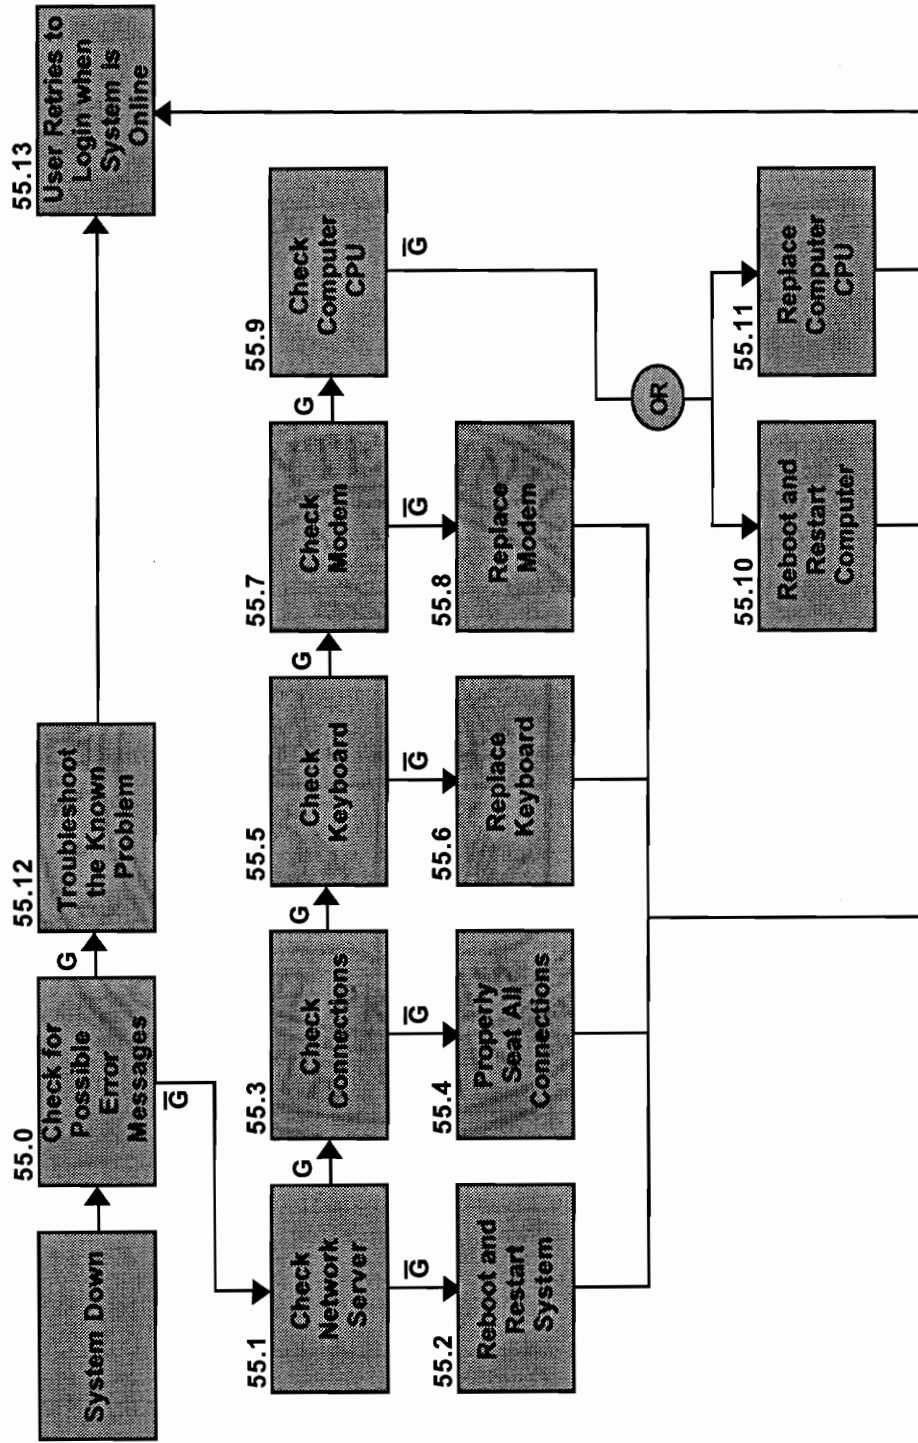 System Down
55.0
Check for
Possible
Error
Messages
G
G̅
55.12
Troubleshoot
the Known
Problem
55.13
User Retries to
Login when
System is
Online
55.1
Check
Network
Server
G
G̅
55.3
Check
Connections
G
G̅
55.5
Check
Keyboard
G
G̅
55.7
Check
Modem
G
G̅
55.9
Check
Computer
CPU
G̅
55.2
Reboot and
Restart
System
55.4
Properly
Seat All
Connections
55.6
Replace
Keyboard
55.8
Replace
Modem
OR
55.10
Reboot and
Restart
Computer
55.11
Replace
Computer
CPU